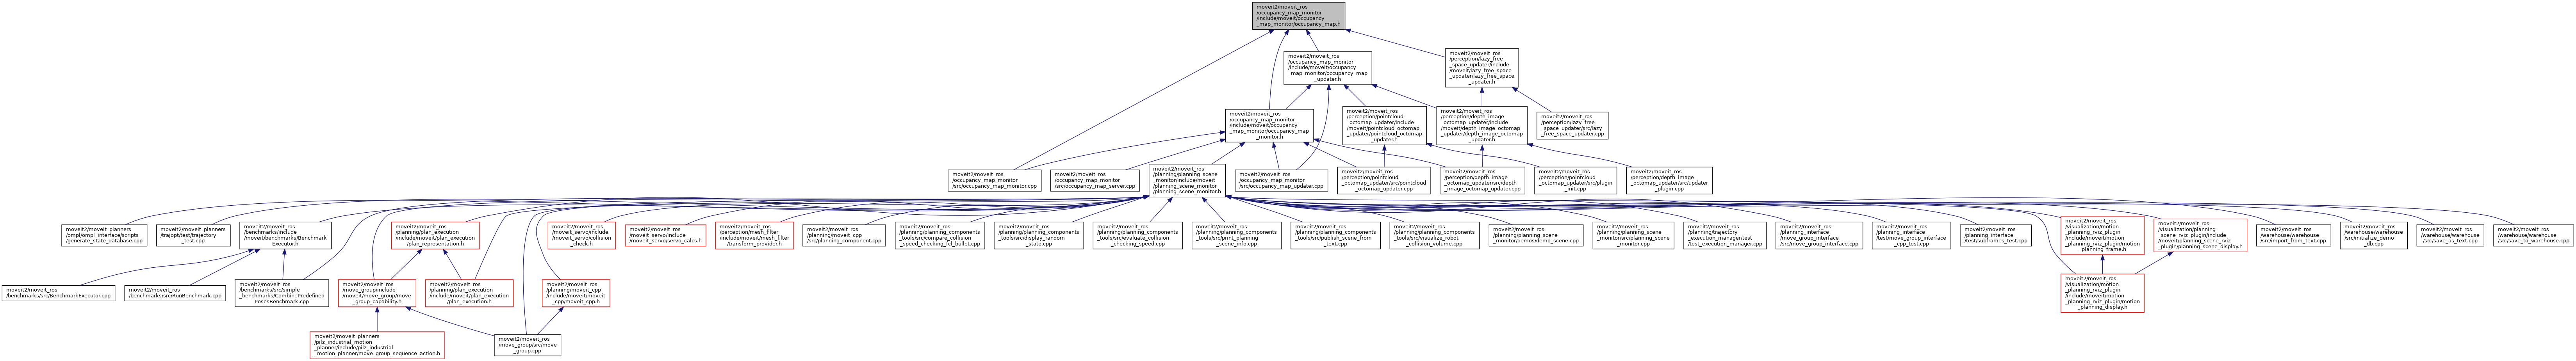 moveit2/moveit_ros
/occupancy_map_monitor
/include/moveit/occupancy
_map_monitor/occupancy_map.h
moveit2/moveit_ros
/occupancy_map_monitor
/include/moveit/occupancy
_map_monitor/occupancy_map
_updater.h
moveit2/moveit_ros
/perception/lazy_free
_space_updater/include
/moveit/lazy_free_space
_updater/lazy_free_space
_updater.h
moveit2/moveit_ros
/occupancy_map_monitor
/include/moveit/occupancy
_map_monitor/occupancy_map
_monitor.h
moveit2/moveit_ros
/perception/pointcloud
_octomap_updater/include
/moveit/pointcloud_octomap
_updater/pointcloud_octomap
_updater.h
moveit2/moveit_ros
/perception/depth_image
_octomap_updater/include
/moveit/depth_image_octomap
_updater/depth_image_octomap
_updater.h
moveit2/moveit_ros
/perception/lazy_free
_space_updater/src/lazy
_free_space_updater.cpp
moveit2/moveit_ros
/occupancy_map_monitor
/src/occupancy_map_monitor.cpp
moveit2/moveit_ros
/occupancy_map_monitor
/src/occupancy_map_server.cpp
moveit2/moveit_ros
/planning/planning_scene
_monitor/include/moveit
/planning_scene_monitor
/planning_scene_monitor.h
moveit2/moveit_ros
/occupancy_map_monitor
/src/occupancy_map_updater.cpp
moveit2/moveit_ros
/perception/pointcloud
_octomap_updater/src/pointcloud
_octomap_updater.cpp
moveit2/moveit_ros
/perception/depth_image
_octomap_updater/src/depth
_image_octomap_updater.cpp
moveit2/moveit_ros
/perception/pointcloud
_octomap_updater/src/plugin
_init.cpp
moveit2/moveit_ros
/perception/depth_image
_octomap_updater/src/updater
_plugin.cpp
moveit2/moveit_planners
/ompl/ompl_interface/scripts
/generate_state_database.cpp
moveit2/moveit_planners
/trajopt/test/trajectory
_test.cpp
moveit2/moveit_ros
/benchmarks/include
/moveit/benchmarks/Benchmark
Executor.h
moveit2/moveit_ros
/planning/plan_execution
/include/moveit/plan_execution
/plan_representation.h
moveit2/moveit_ros
/moveit_servo/include
/moveit_servo/collision
_check.h
moveit2/moveit_ros
/moveit_servo/include
/moveit_servo/servo_calcs.h
moveit2/moveit_ros
/perception/mesh_filter
/include/moveit/mesh_filter
/transform_provider.h
moveit2/moveit_ros
/planning/moveit_cpp
/src/planning_component.cpp
moveit2/moveit_ros
/planning/planning_components
_tools/src/compare_collision
_speed_checking_fcl_bullet.cpp
moveit2/moveit_ros
/planning/planning_components
_tools/src/display_random
_state.cpp
moveit2/moveit_ros
/planning/planning_components
_tools/src/evaluate_collision
_checking_speed.cpp
moveit2/moveit_ros
/planning/planning_components
_tools/src/print_planning
_scene_info.cpp
moveit2/moveit_ros
/planning/planning_components
_tools/src/publish_scene_from
_text.cpp
moveit2/moveit_ros
/planning/planning_components
_tools/src/visualize_robot
_collision_volume.cpp
moveit2/moveit_ros
/planning/planning_scene
_monitor/demos/demo_scene.cpp
moveit2/moveit_ros
/planning/planning_scene
_monitor/src/planning_scene
_monitor.cpp
moveit2/moveit_ros
/planning/trajectory
_execution_manager/test
/test_execution_manager.cpp
moveit2/moveit_ros
/planning_interface
/move_group_interface
/src/move_group_interface.cpp
moveit2/moveit_ros
/planning_interface
/test/move_group_interface
_cpp_test.cpp
moveit2/moveit_ros
/planning_interface
/test/subframes_test.cpp
moveit2/moveit_ros
/visualization/motion
_planning_rviz_plugin
/include/moveit/motion
_planning_rviz_plugin/motion
_planning_frame.h
moveit2/moveit_ros
/visualization/planning
_scene_rviz_plugin/include
/moveit/planning_scene_rviz
_plugin/planning_scene_display.h
moveit2/moveit_ros
/warehouse/warehouse
/src/import_from_text.cpp
moveit2/moveit_ros
/warehouse/warehouse
/src/initialize_demo
_db.cpp
moveit2/moveit_ros
/warehouse/warehouse
/src/save_as_text.cpp
moveit2/moveit_ros
/warehouse/warehouse
/src/save_to_warehouse.cpp
moveit2/moveit_ros
/benchmarks/src/BenchmarkExecutor.cpp
moveit2/moveit_ros
/benchmarks/src/RunBenchmark.cpp
moveit2/moveit_ros
/benchmarks/src/simple
_benchmarks/CombinePredefined
PosesBenchmark.cpp
moveit2/moveit_ros
/move_group/include
/moveit/move_group/move
_group_capability.h
moveit2/moveit_ros
/planning/plan_execution
/include/moveit/plan_execution
/plan_execution.h
moveit2/moveit_ros
/planning/moveit_cpp
/include/moveit/moveit
_cpp/moveit_cpp.h
moveit2/moveit_ros
/visualization/motion
_planning_rviz_plugin
/include/moveit/motion
_planning_rviz_plugin/motion
_planning_display.h
moveit2/moveit_planners
/pilz_industrial_motion
_planner/include/pilz_industrial
_motion_planner/move_group_sequence_action.h
moveit2/moveit_ros
/move_group/src/move
_group.cpp